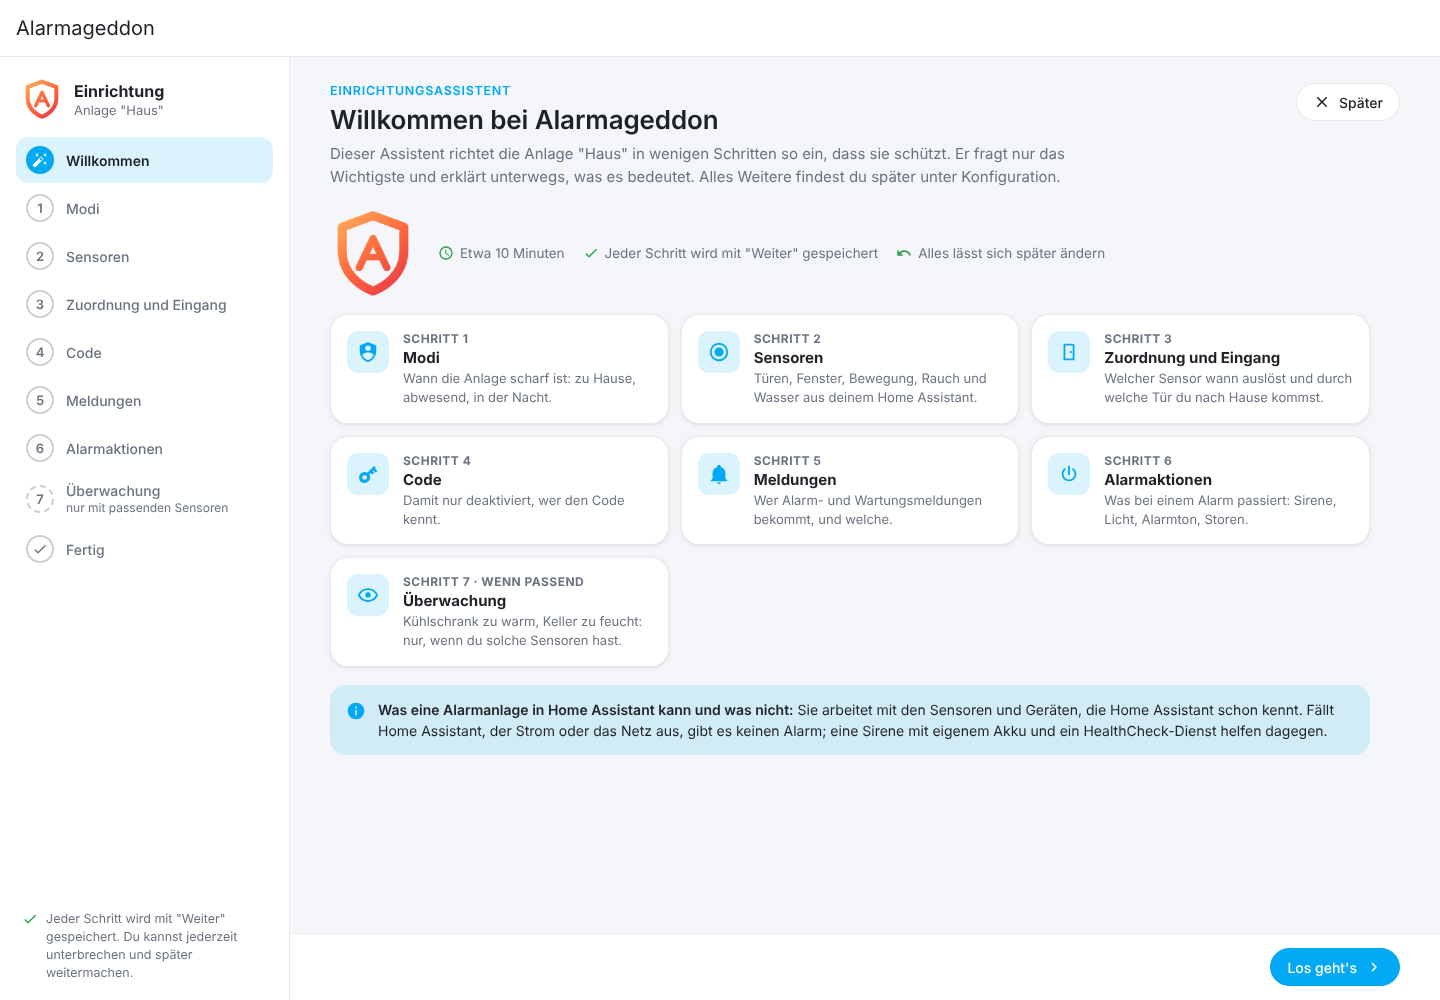 Alarmageddon
Einrichtung
Anlage "Haus"
Willkommen
1 Modi
2 Sensoren
3 Zuordnung und Eingang
4 Code
5 Meldungen
6 Alarmaktionen
7 Überwachung
nur mit passenden Sensoren
Fertig
Jeder Schritt wird mit "Weiter"
gespeichert. Du kannst jederzeit
unterbrechen und später
weitermachen.
EINRICHTUNGSASSISTENT
Willkommen bei Alarmageddon
Später
Dieser Assistent richtet die Anlage "Haus" in wenigen Schritten so ein, dass sie schützt. Er fragt nur das
Wichtigste und erklärt unterwegs, was es bedeutet. Alles Weitere findest du später unter Konfiguration.
A
Etwa 10 Minuten
Jeder Schritt wird mit "Weiter" gespeichert
Alles lässt sich später ändern
SCHRITT 1
Modi
Wann die Anlage scharf ist: zu Hause,
abwesend, in der Nacht.
SCHRITT 2
Sensoren
Türen, Fenster, Bewegung, Rauch und
Wasser aus deinem Home Assistant.
SCHRITT 3
Zuordnung und Eingang
Welcher Sensor wann auslöst und durch
welche Tür du nach Hause kommst.
SCHRITT 4
Code
Damit nur deaktiviert, wer den Code
kennt.
SCHRITT 5
Meldungen
Wer Alarm- und Wartungsmeldungen
bekommt, und welche.
SCHRITT 6
Alarmaktionen
Was bei einem Alarm passiert: Sirene,
Licht, Alarmton, Storen.
SCHRITT 7 · WENN PASSEND
Überwachung
Kühlschrank zu warm, Keller zu feucht:
nur, wenn du solche Sensoren hast.
Was eine Alarmanlage in Home Assistant kann und was nicht: Sie arbeitet mit den Sensoren und Geräten, die Home Assistant schon kennt. Fällt
Home Assistant, der Strom oder das Netz aus, gibt es keinen Alarm; eine Sirene mit eigenem Akku und ein HealthCheck-Dienst helfen dagegen.
Los geht's